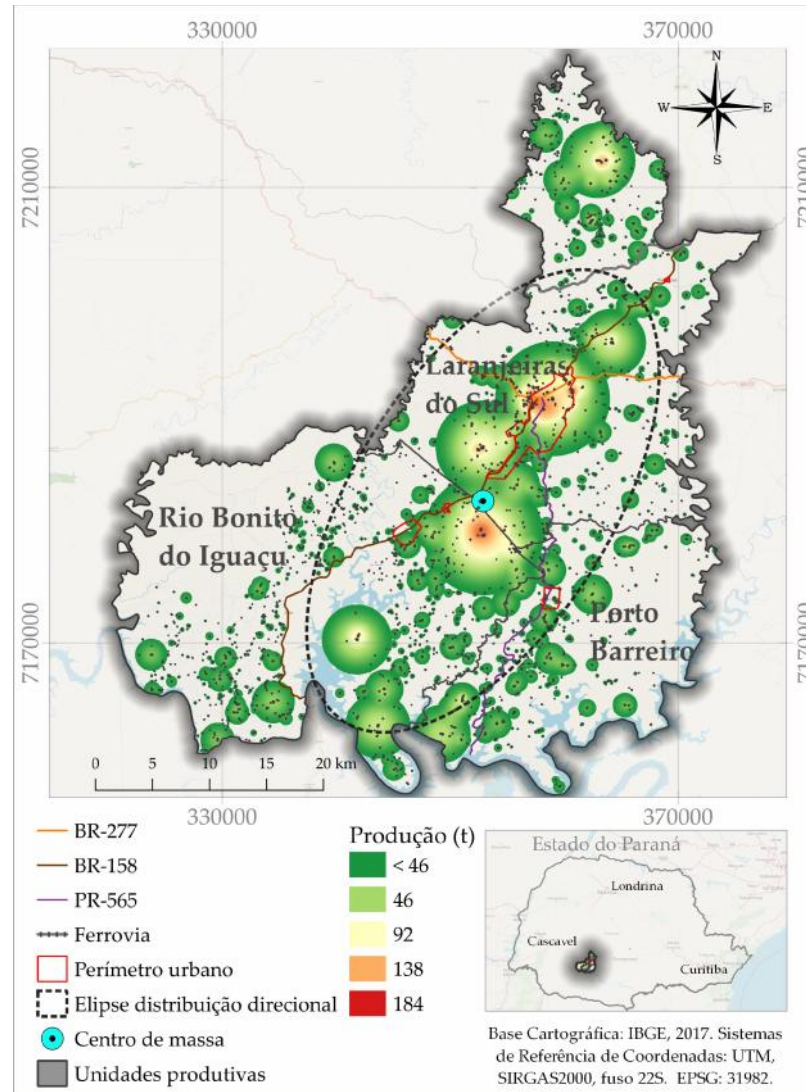 330000
370000
N
W
E
S
7210000
7210000
Laranjeiras
do Sul
Rio Bonito
do Iguaçu
Porto
Barreiro
7170000
7170000
0
5
10
15
20 km
330000
370000
BR-277
BR-158
PR-565
Ferrovia
Perímetro urbano
Elipse distribuição direcional
Centro de massa
Unidades produtivas
Produção (t)
< 46
46
92
138
184
Estado do Paraná
Londrina
Cascavel
Curitiba
Base Cartográfica: IBGE, 2017. Sistemas
de Referência de Coordenadas: UTM,
SIRGAS2000, fuso 22S. EPSG: 31982.